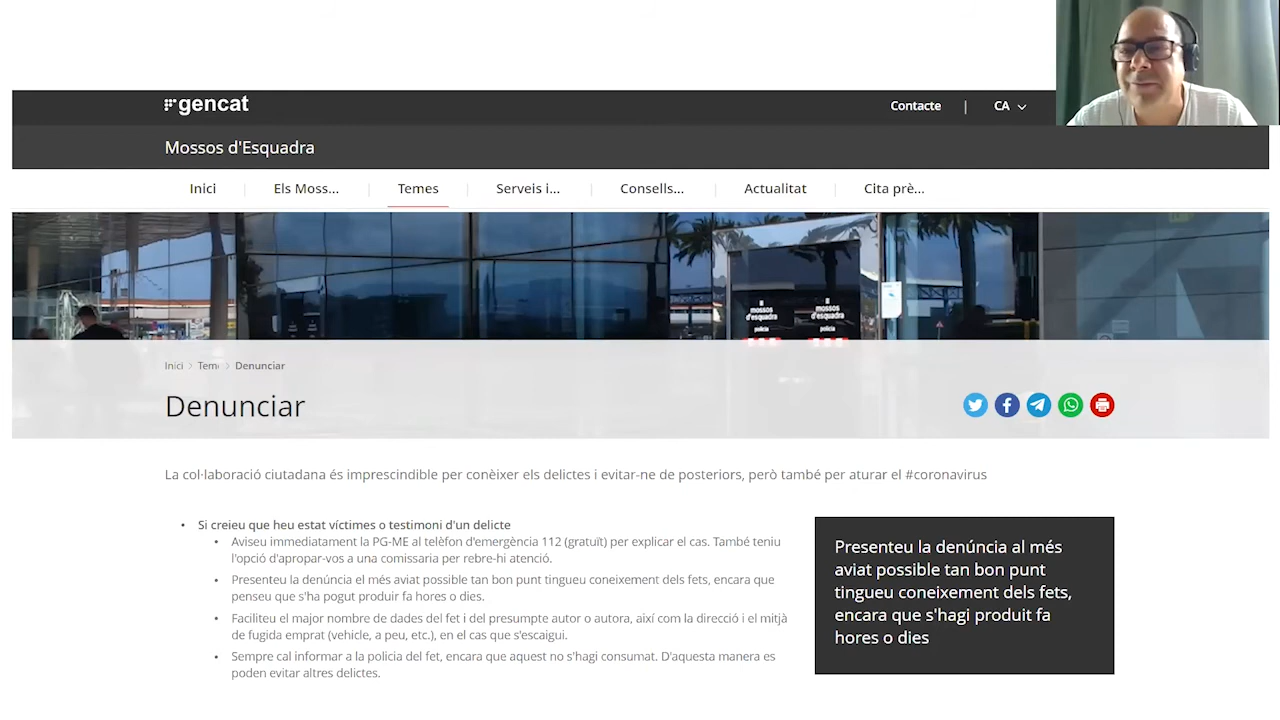 gencat
Contacte | CA
Mossos d'Esquadra
Inici
Els Moss...
Temes
Serveis i...
Consells...
Actualitat
Cita prè...
mossos d'esquadra
policia
mossos d'esquadra
policia
Inici > Tem > Denunciar
Denunciar
La col·laboració ciutadana és imprescindible per conèixer els delictes i evitar-ne de posteriors, però també per aturar el #coronavirus
• Si creieu que heu estat víctimes o testimoni d'un delicte
• Aviseu immediatament la PG-ME al telèfon d'emergència 112 (gratuït) per explicar el cas. També teniu
l'opció d'apropar-vos a una comissaria per rebre-hi atenció.
• Presenteu la denúncia el més aviat possible tan bon punt tingueu coneixement dels fets, encara que
penseu que s'ha pogut produir fa hores o dies.
• Faciliteu el major nombre de dades del fet i del presumpte autor o autora, així com la direcció i el mitjà
de fugida emprat (vehicle, a peu, etc.), en el cas que s'escaigui.
• Sempre cal informar a la policia del fet, encara que aquest no s'hagi consumat. D'aquesta manera es
poden evitar altres delictes.
Presenteu la denúncia al més
aviat possible tan bon punt
tingueu coneixement dels fets,
encara que s'hagi produit fa
hores o dies